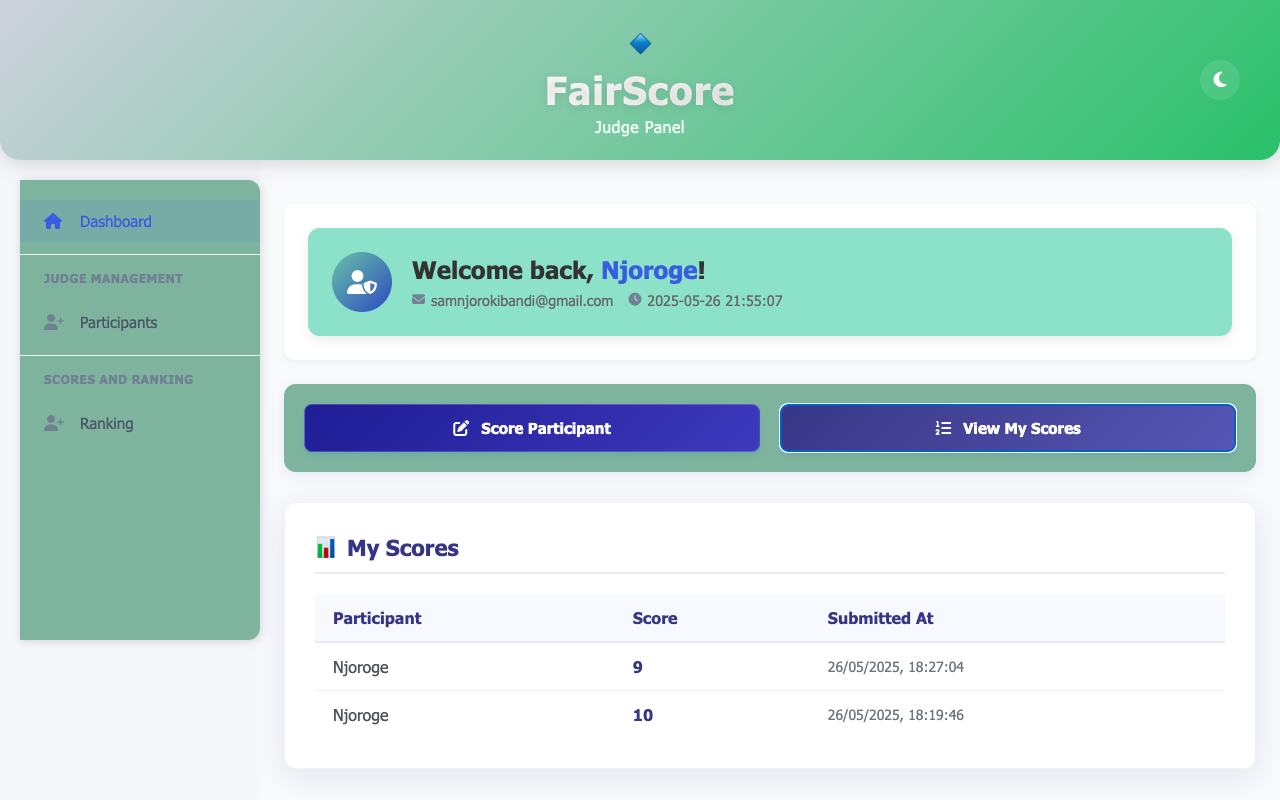 FairScore
Judge Panel
Dashboard
JUDGE MANAGEMENT
Participants
SCORES AND RANKING
Ranking
Welcome back, Njoroge!
samnjorokibandi@gmail.com 2025-05-26 21:55:07
Score Participant
View My Scores
My Scores
Participant Score Submitted At
Njoroge 9 26/05/2025, 18:27:04
Njoroge 10 26/05/2025, 18:19:46